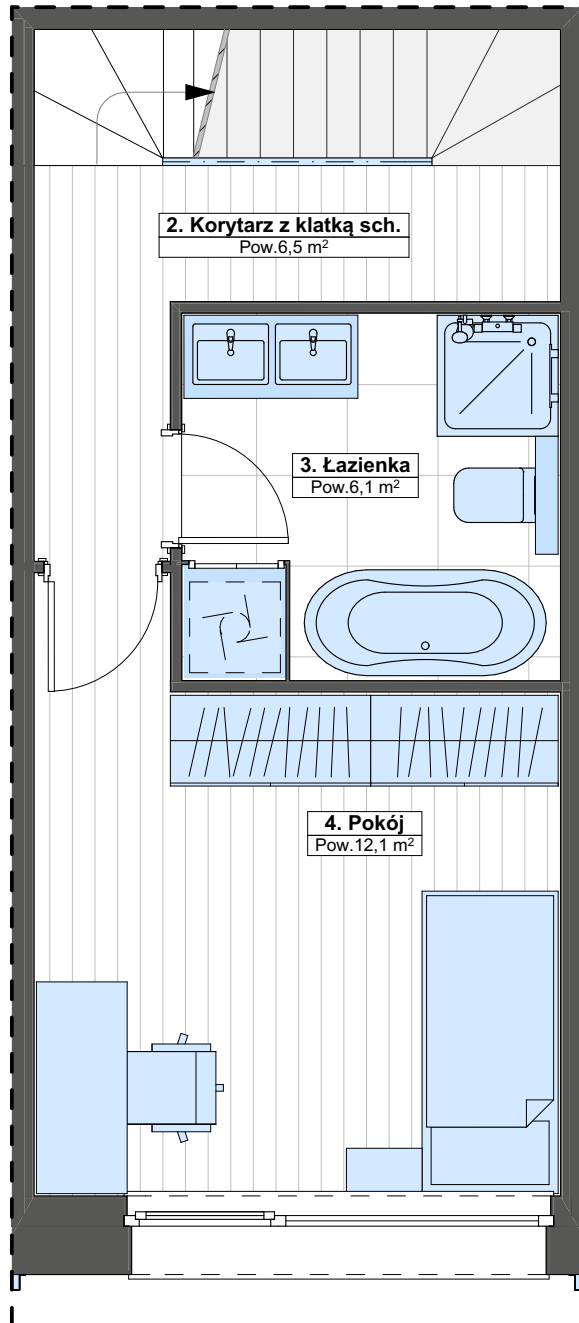 2. Korytarz z klatką sch.
Pow.6,5 m²
3. Łazienka
Pow.6,1 m²
4. Pokój
Pow.12,1 m²